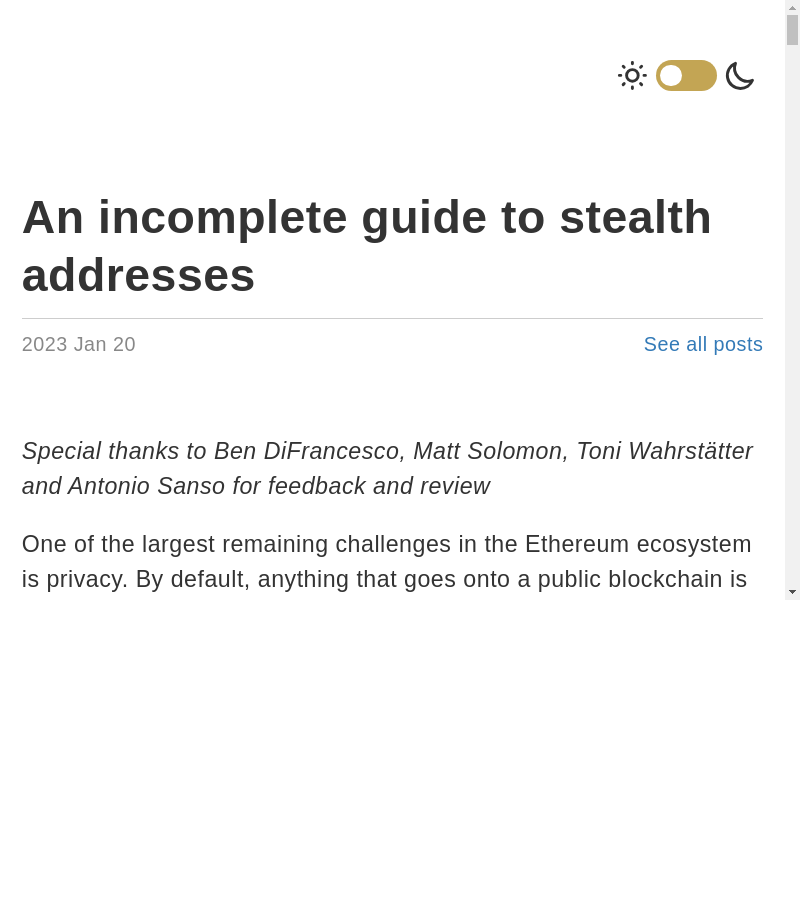 An incomplete guide to stealth
addresses
2023 Jan 20
See all posts
Special thanks to Ben DiFrancesco, Matt Solomon, Toni Wahrstätter
and Antonio Sanso for feedback and review
One of the largest remaining challenges in the Ethereum ecosystem
is privacy. By default, anything that goes onto a public blockchain is